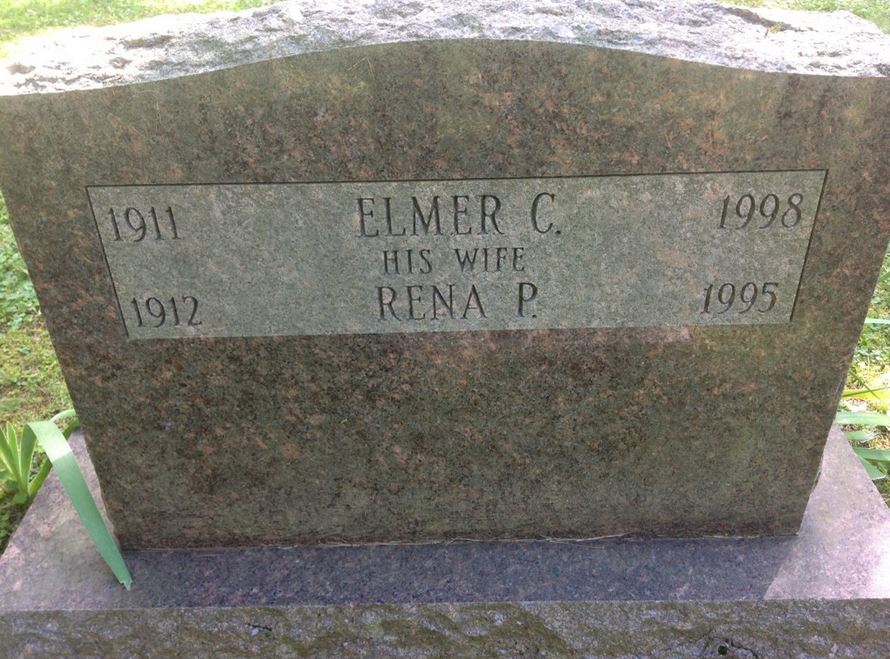 1911 ELMER C. 1998
HIS WIFE
1912 RENA P. 1995